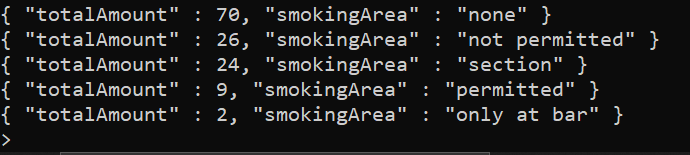 { "totalAmount" : 70, "smokingArea" : "none" }
{ "totalAmount" : 26, "smokingArea" : "not permitted" }
{ "totalAmount" : 24, "smokingArea" : "section" }
{ "totalAmount" : 9, "smokingArea" : "permitted" }
{ "totalAmount" : 2, "smokingArea" : "only at bar" }
>